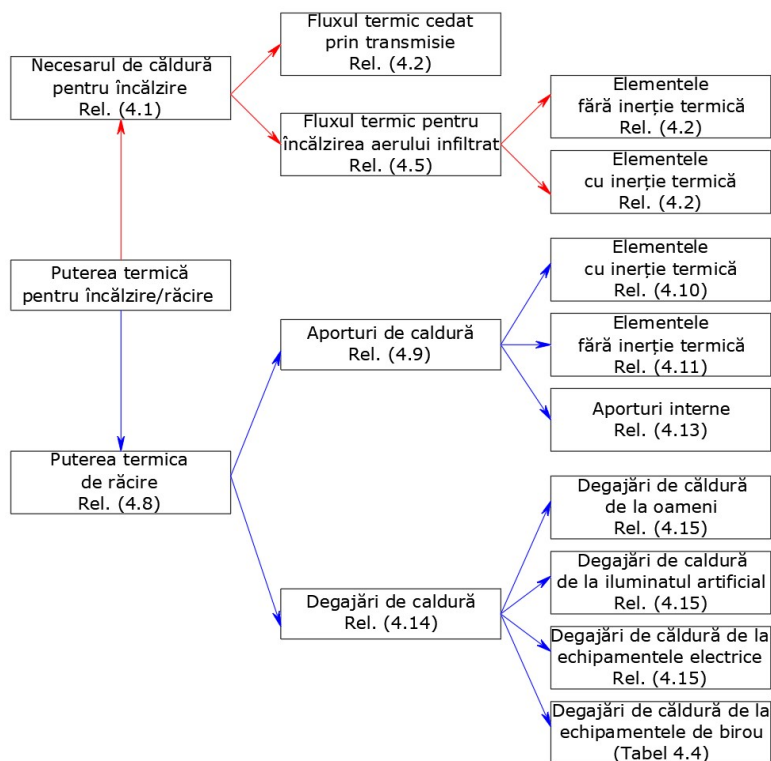 Necesarul de căldură
pentru încălzire
Rel. (4.1)
Fluxul termic cedat
prin transmisie
Rel. (4.2)
Fluxul termic pentru
încălzirea aerului infiltrat
Rel. (4.5)
Elementele
fără inerție termică
Rel. (4.2)
Elementele
cu inerție termică
Rel. (4.2)
Puterea termică
pentru încălzire/răcire
Puterea termica
de răcire
Rel. (4.8)
Aporturi de caldură
Rel. (4.9)
Elementele
cu inerție termică
Rel. (4.10)
Elementele
fără inerție termică
Rel. (4.11)
Aporturi interne
Rel. (4.13)
Degajări de caldură
Rel. (4.14)
Degajări de căldură
de la oameni
Rel. (4.15)
Degajări de caldură
de la iluminatul artificial
Rel. (4.15)
Degajări de căldură de la
echipamentele electrice
Rel. (4.15)
Degajări de căldură de la
echipamentele de birou
(Tabel 4.4)